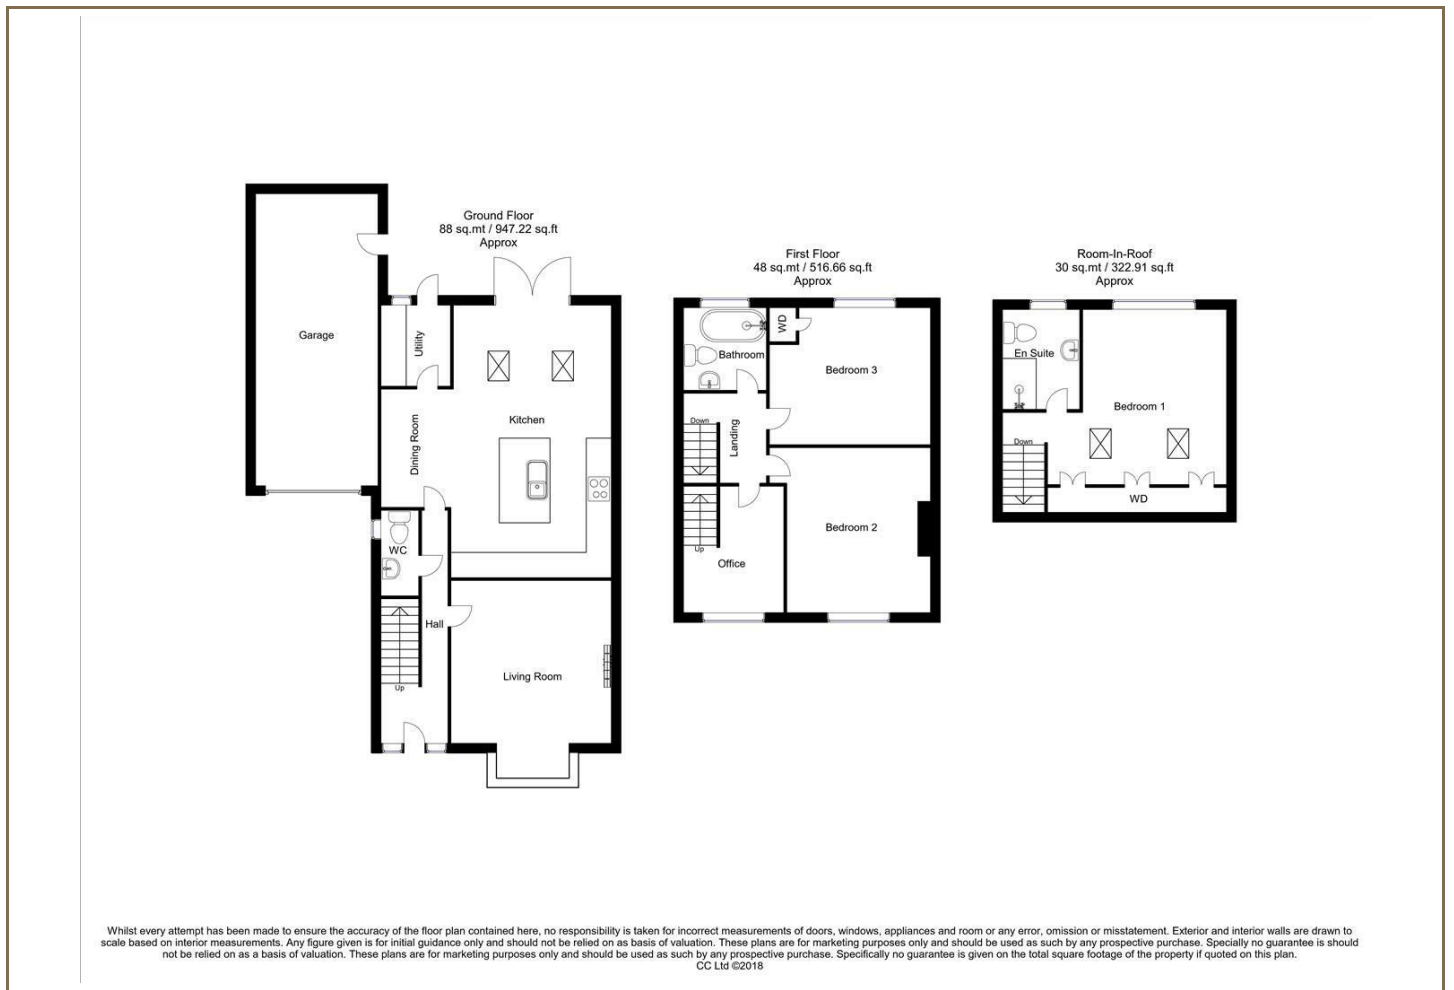 Ground Floor
88 sq.mt / 947.22 sq.ft
Approx
Garage
Utility
Kitchen
Dining Room
WC
Hall
Up
Living Room
First Floor
48 sq.mt / 516.66 sq.ft
Approx
WD
Bathroom
Bedroom 3
Down
Landing
Up
Office
Bedroom 2
Room-In-Roof
30 sq.mt / 322.91 sq.ft
Approx
En Suite
Bedroom 1
Down
WD
Whilst every attempt has been made to ensure the accuracy of the floor plan contained here, no responsibility is taken for incorrect measurements of doors, windows, appliances and room or any error, omission or misstatement. Exterior and interior walls are drawn to
scale based on interior measurements. Any figure given is for initial guidance only and should not be relied on as basis of valuation. These plans are for marketing purposes only and should be used as such by any prospective purchase. Specially no guarantee is should
not be relied on as a basis of valuation. These plans are for marketing purposes only and should be used as such by any prospective purchase. Specifically no guarantee is given on the total square footage of the property if quoted on this plan.
CC Ltd ©2018